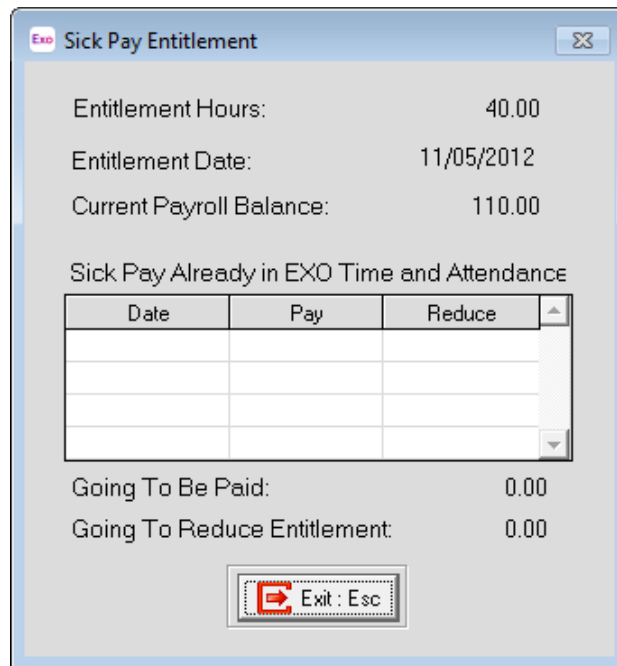 Exo Sick Pay Entitlement
Entitlement Hours: 40.00
Entitlement Date: 11/05/2012
Current Payroll Balance: 110.00
Sick Pay Already in EXO Time and Attendance
Date Pay Reduce
Going To Be Paid: 0.00
Going To Reduce Entitlement: 0.00
Exit : Esc